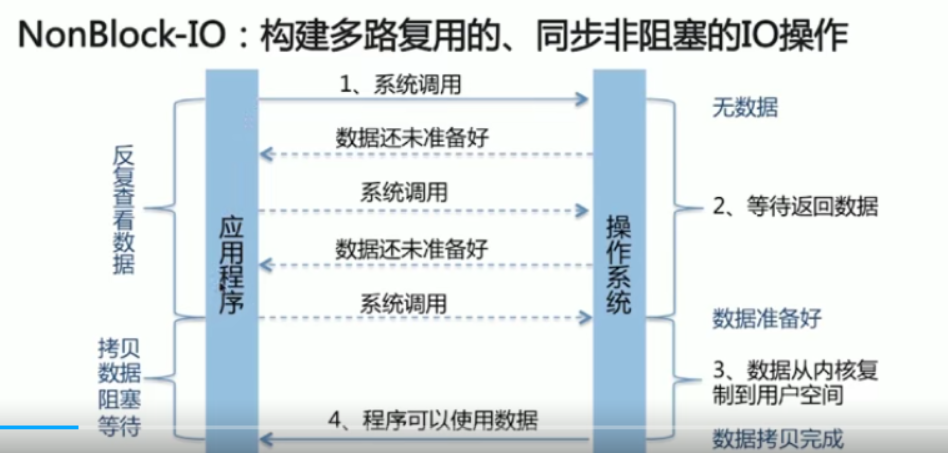 NonBlock-IO：构建多路复用的、同步非阻塞的IO操作
1、系统调用
无数据
数据还未准备好
反复查看数据
系统调用
2、等待返回数据
应用程序
操作系统
数据还未准备好
系统调用
数据准备好
拷贝
数据
阻塞
等待
3、数据从内核复
制到用户空间
4、程序可以使用数据
数据拷贝完成